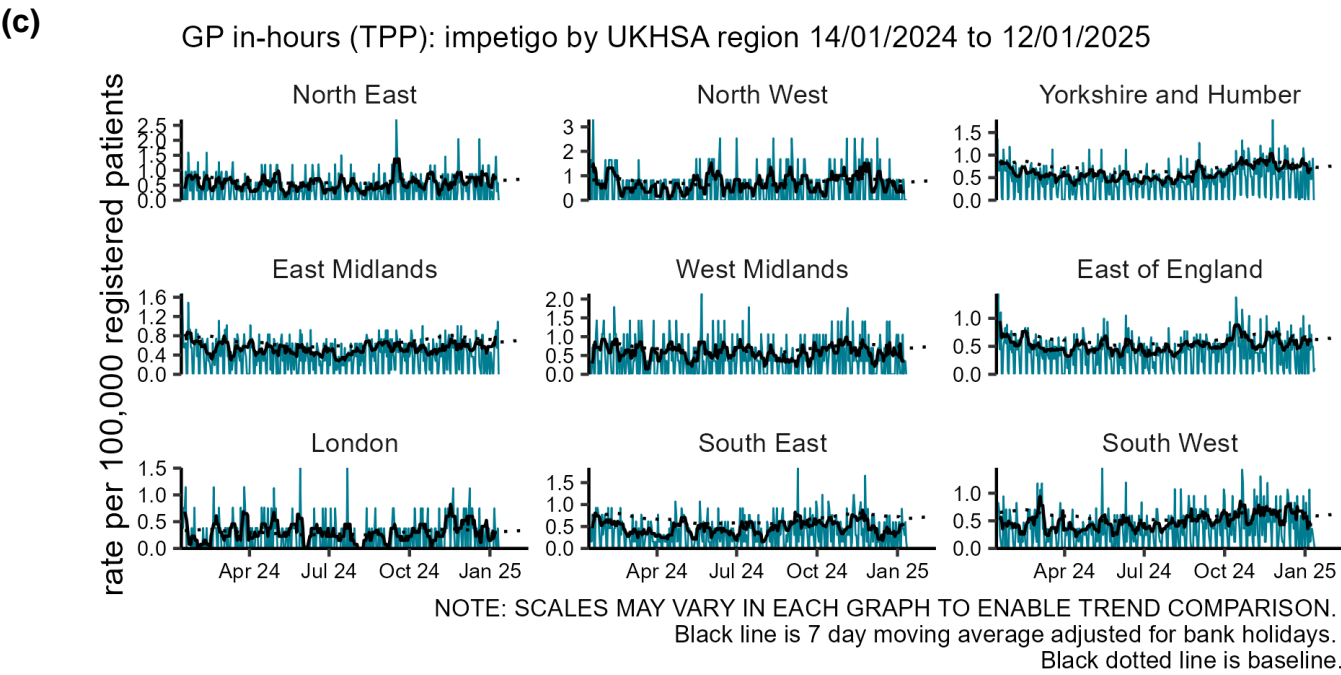 (c)
GP in-hours (TPP): impetigo by UKHSA region 14/01/2024 to 12/01/2025
rate per 100,000 registered patients
North East
2.5
2.0
1.5
1.0
0.5
0.0
North West
3
2
1
0
Yorkshire and Humber
1.5
1.0
0.5
0.0
East Midlands
1.6
1.2
0.8
0.4
0.0
West Midlands
2.0
1.5
1.0
0.5
0.0
East of England
1.0
0.5
0.0
London
1.5
1.0
0.5
0.0
Apr 24 Jul 24 Oct 24 Jan 25
South East
1.5
1.0
0.5
0.0
Apr 24 Jul 24 Oct 24 Jan 25
South West
1.0
0.5
0.0
Apr 24 Jul 24 Oct 24 Jan 25
NOTE: SCALES MAY VARY IN EACH GRAPH TO ENABLE TREND COMPARISON.
Black line is 7 day moving average adjusted for bank holidays.
Black dotted line is baseline.